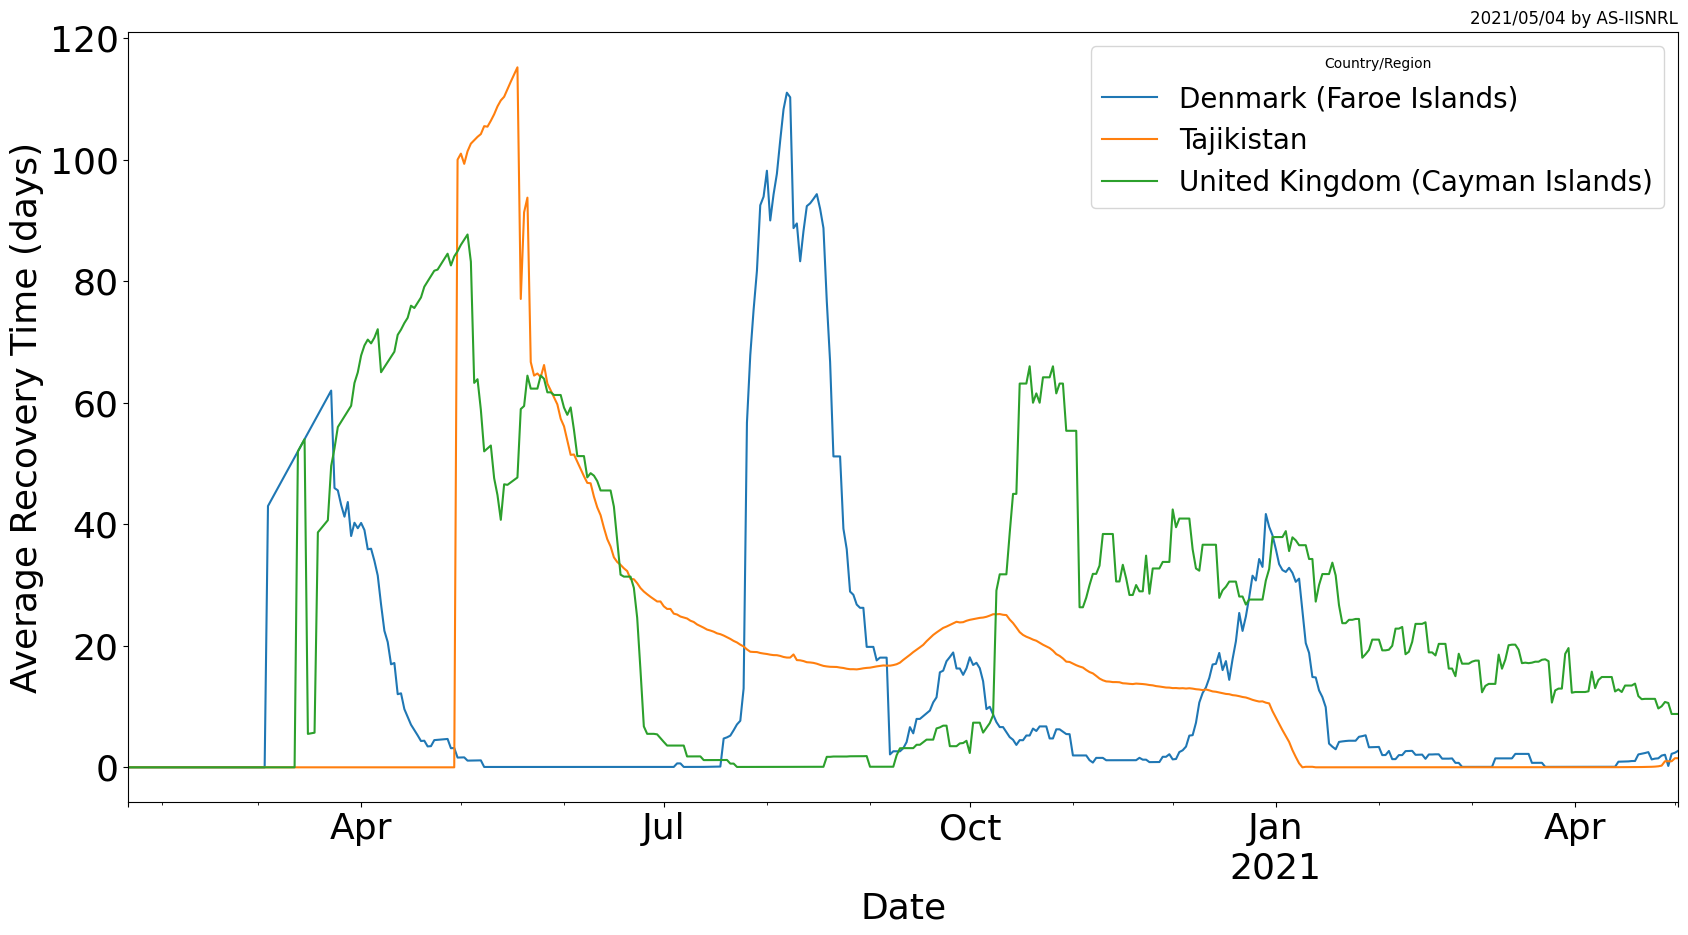 2021/05/04 by AS-IISNRL
Country/Region
Denmark (Faroe Islands)
Tajikistan
United Kingdom (Cayman Islands)
Average Recovery Time (days)
120
100
80
60
40
20
0
Apr
Jul
Oct
Jan
2021
Apr
Date